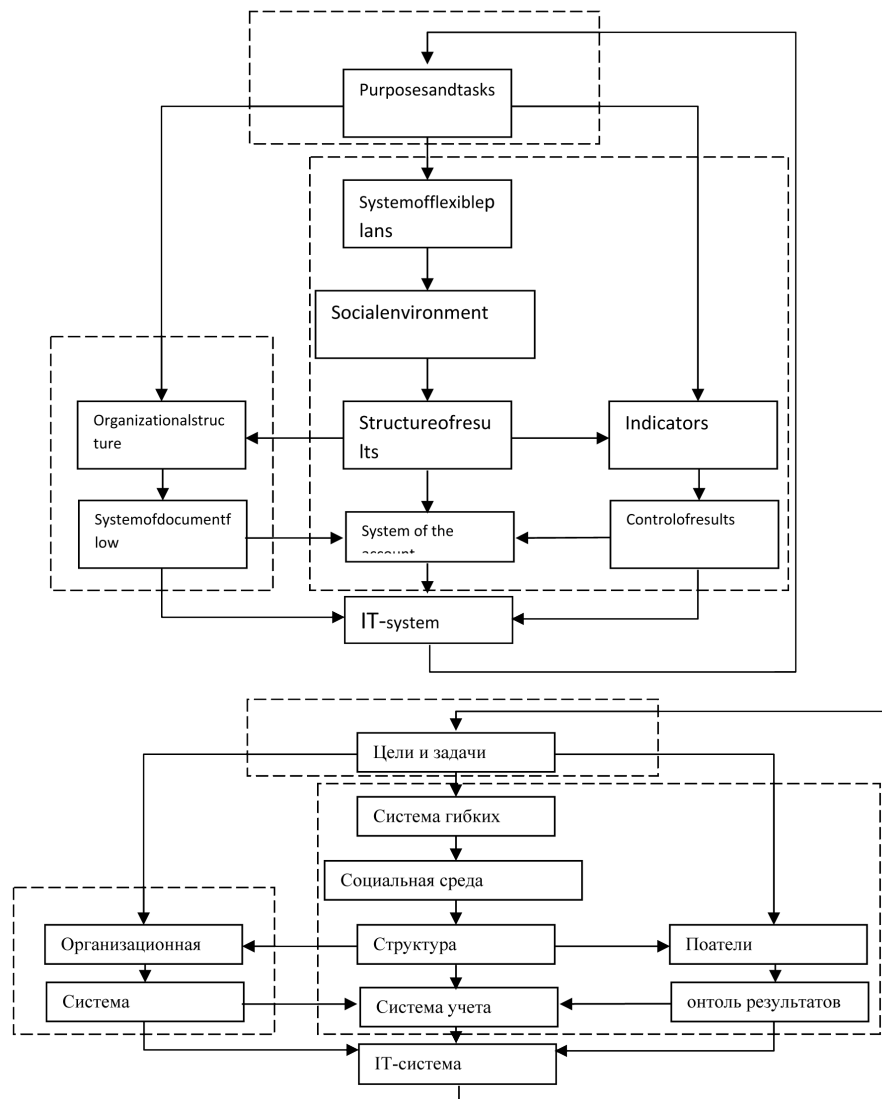 Purposesandtasks
Systemofflexiblep
lans
Socialenvironment
Organizationalstruc
ture
Structureofresu
lts
Indicators
Systemofdocumentf
low
System of the
account
Controlofresults
IT-system
Цели и задачи
Система гибких
Социальная среда
Организационная
Структура
Поатели
Система
Система учета
онтоль результатов
IT-система